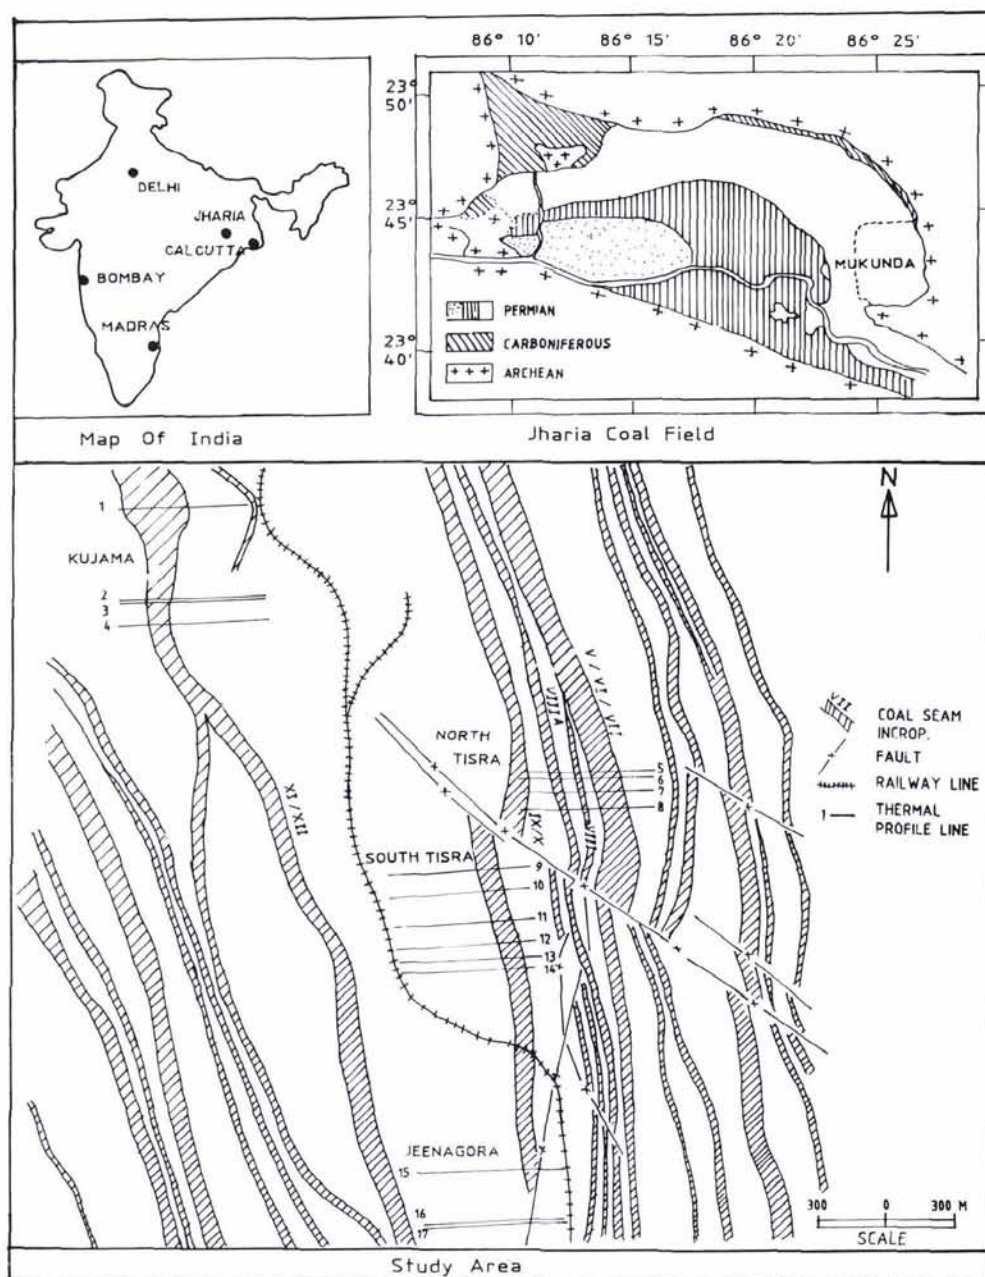 86° 10' 86° 15' 86° 20' 86° 25'
23°
50'
23°
45'
23°
40'
DELHI
JHARIA
CALCUTTA
BOMBAY
MADRAS
MUKUNDA
PERMIAN
CARBONIFEROUS
ARCHEAN
Map Of India
Jharia Coal Field
N
1
KUJAMA
2
3
4
V / VI / VII
VIIIA
NORTH
TISRA
5
6
7
8
XI/XII
IX/X
VIII
SOUTH TISRA
9
10
11
12
13
14
VII
COAL SEAM
INCROP.
FAULT
RAILWAY LINE
1 THERMAL
PROFILE LINE
JEENAGORA
15
16
17
300 0 300 M
SCALE
Study Area